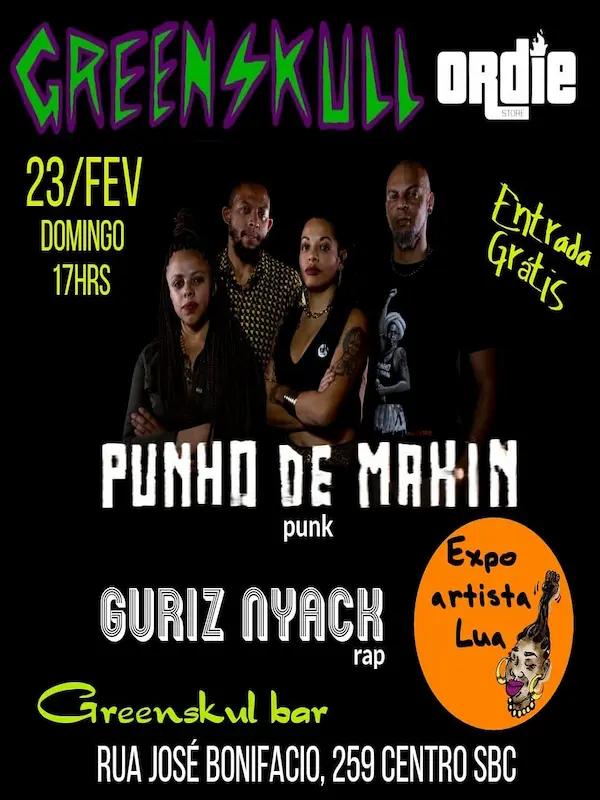 GREENSKULL
ORdie
STORE
23/FEV
DOMINGO
17HRS
Entrada
Grátis
PUNHO DE MAHIN
punk
GURIZ NYACK
rap
Expo
artista
Lua
Greenskul bar
RUA JOSÉ BONIFACIO, 259 CENTRO SBC